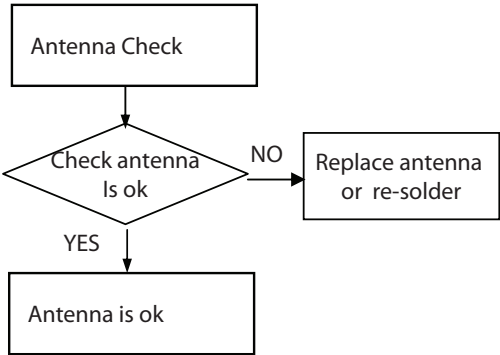 Antenna Check
Check antenna
Is ok
NO
Replace antenna
or re-solder
YES
Antenna is ok